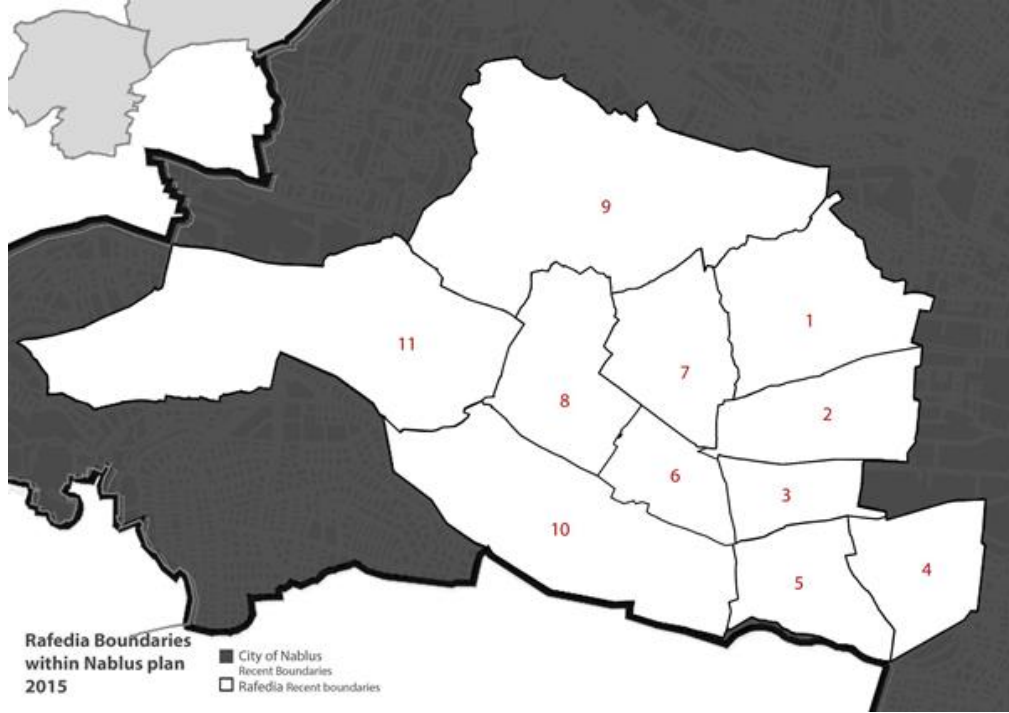 9
1
11
7
8
2
6
3
10
4
5
Rafedia Boundaries
within Nablus plan
2015
City of Nablus
Recent Boundaries
Rafedia Recent boundaries